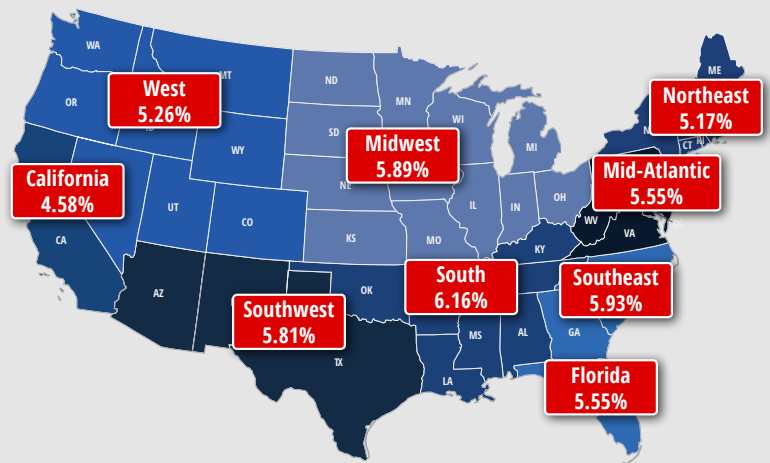 WA
MT
ND
MN
ME
OR
West
5.26%
Northeast
5.17%
WI
MI
SD
Midwest
5.89%
CT
WY
California
4.58%
Mid-Atlantic
5.55%
NE
UT
CO
IL
IN
OH
WV
VA
CA
KS
MO
KY
AZ
OK
South
6.16%
Southeast
5.93%
Southwest
5.81%
MS
AL
GA
TX
LA
Florida
5.55%